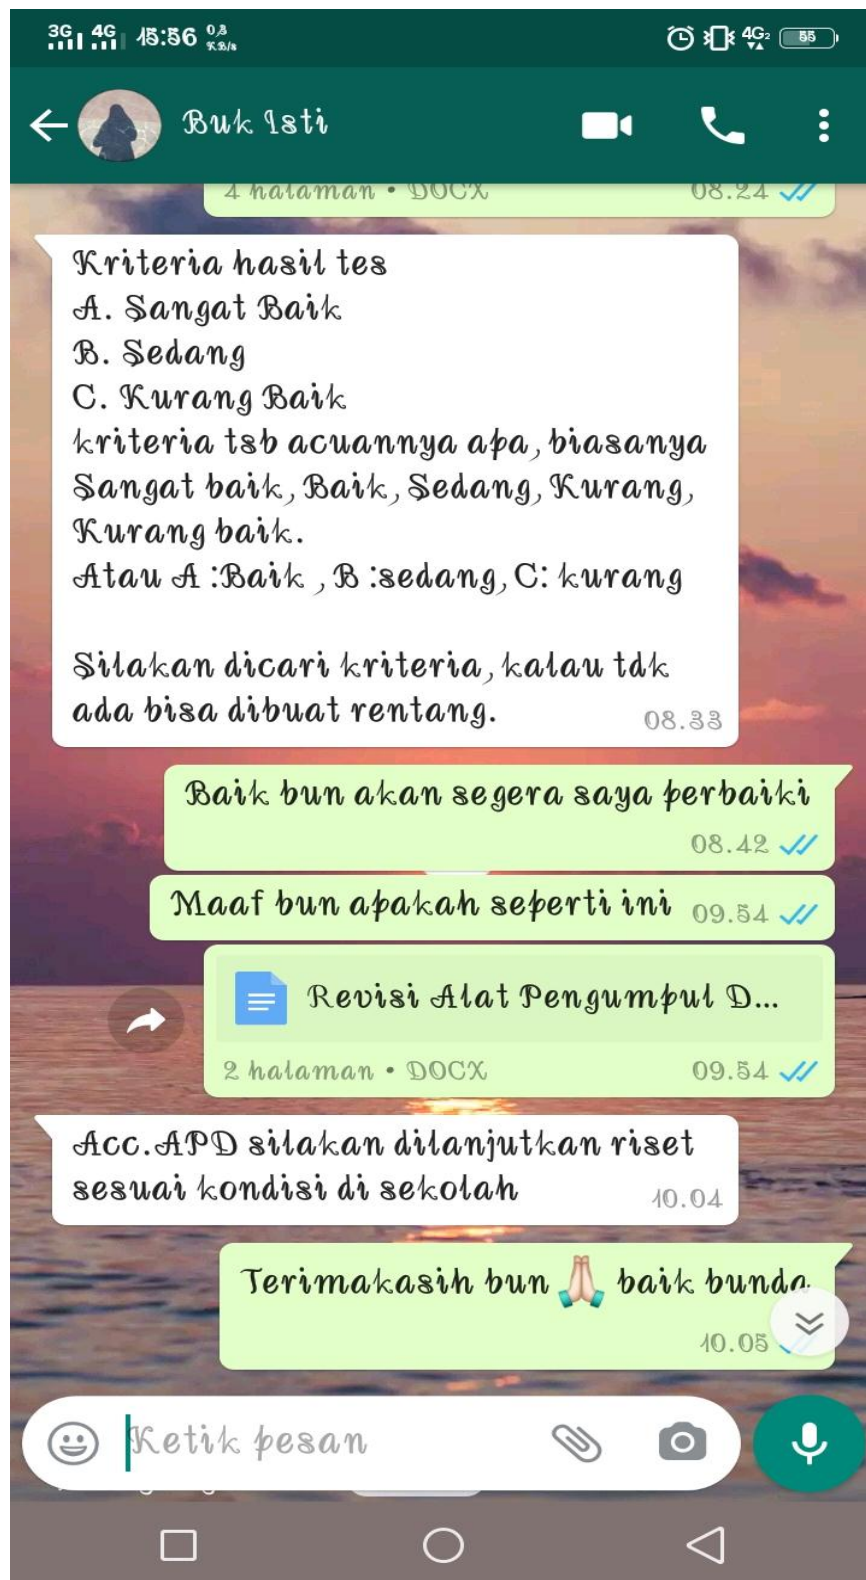 3G 4G 15:56 0,3 KB/s 4G2 55
Buk Isti
4 halaman • DOCX 08.24
Kriteria hasil tes
A. Sangat Baik
B. Sedang
C. Kurang Baik
kriteria tsb acuannya apa, biasanya
Sangat baik, Baik, Sedang, Kurang,
Kurang baik.
Atau A :Baik , B :sedang, C: kurang
Silakan dicari kriteria, kalau tdk
ada bisa dibuat rentang. 08.33
Baik bun akan segera saya perbaiki
08.42
Maaf bun apakah seperti ini 09.54
Revisi Alat Pengumpul D...
2 halaman • DOCX 09.54
Acc.APD silakan dilanjutkan riset
sesuai kondisi di sekolah 10.04
Terimakasih bun 🙏🏻 baik bunda
10.05
Ketik pesan